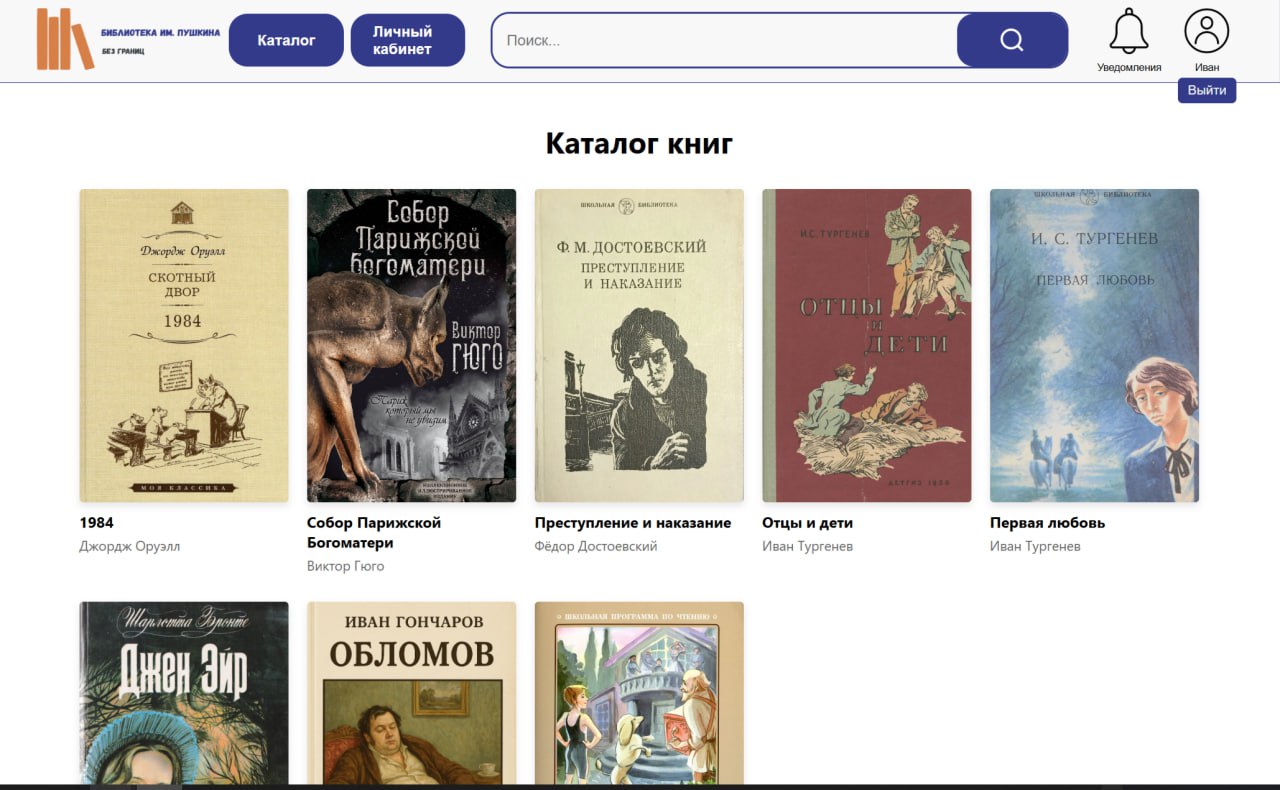 БИБЛИОТЕКА ИМ. ПУШКИНА
БЕЗ ГРАНИЦ
Каталог
Личный
кабинет
Поиск...
Уведомления
Иван
Выйти
Каталог книг
Джордж Оруэлл
СКОТНЫЙ
ДВОР
1984
МОЯ КЛАССИКА
Собор
Парижской
Богоматери
Виктор
ГЮГО
Париж,
который мы
не увидим
КОЛЛЕКЦИОННОЕ
ИЛЛЮСТРИРОВАННОЕ
ИЗДАНИЕ
ШКОЛЬНАЯ БИБЛИОТЕКА
Ф. М. ДОСТОЕВСКИЙ
ПРЕСТУПЛЕНИЕ
И НАКАЗАНИЕ
И.С. ТУРГЕНЕВ
ОТЦЫ
И
ДЕТИ
ДЕТГИЗ 1950
ШКОЛЬНАЯ БИБЛИОТЕКА
И. С. ТУРГЕНЕВ
ПЕРВАЯ ЛЮБОВЬ
1984
Джордж Оруэлл
Собор Парижской
Богоматери
Виктор Гюго
Преступление и наказание
Фёдор Достоевский
Отцы и дети
Иван Тургенев
Первая любовь
Иван Тургенев
Шарлотта Бронте
Джен Эйр
ИВАН ГОНЧАРОВ
ОБЛОМОВ
ШКОЛЬНАЯ ПРОГРАММА ПО ЧТЕНИЮ